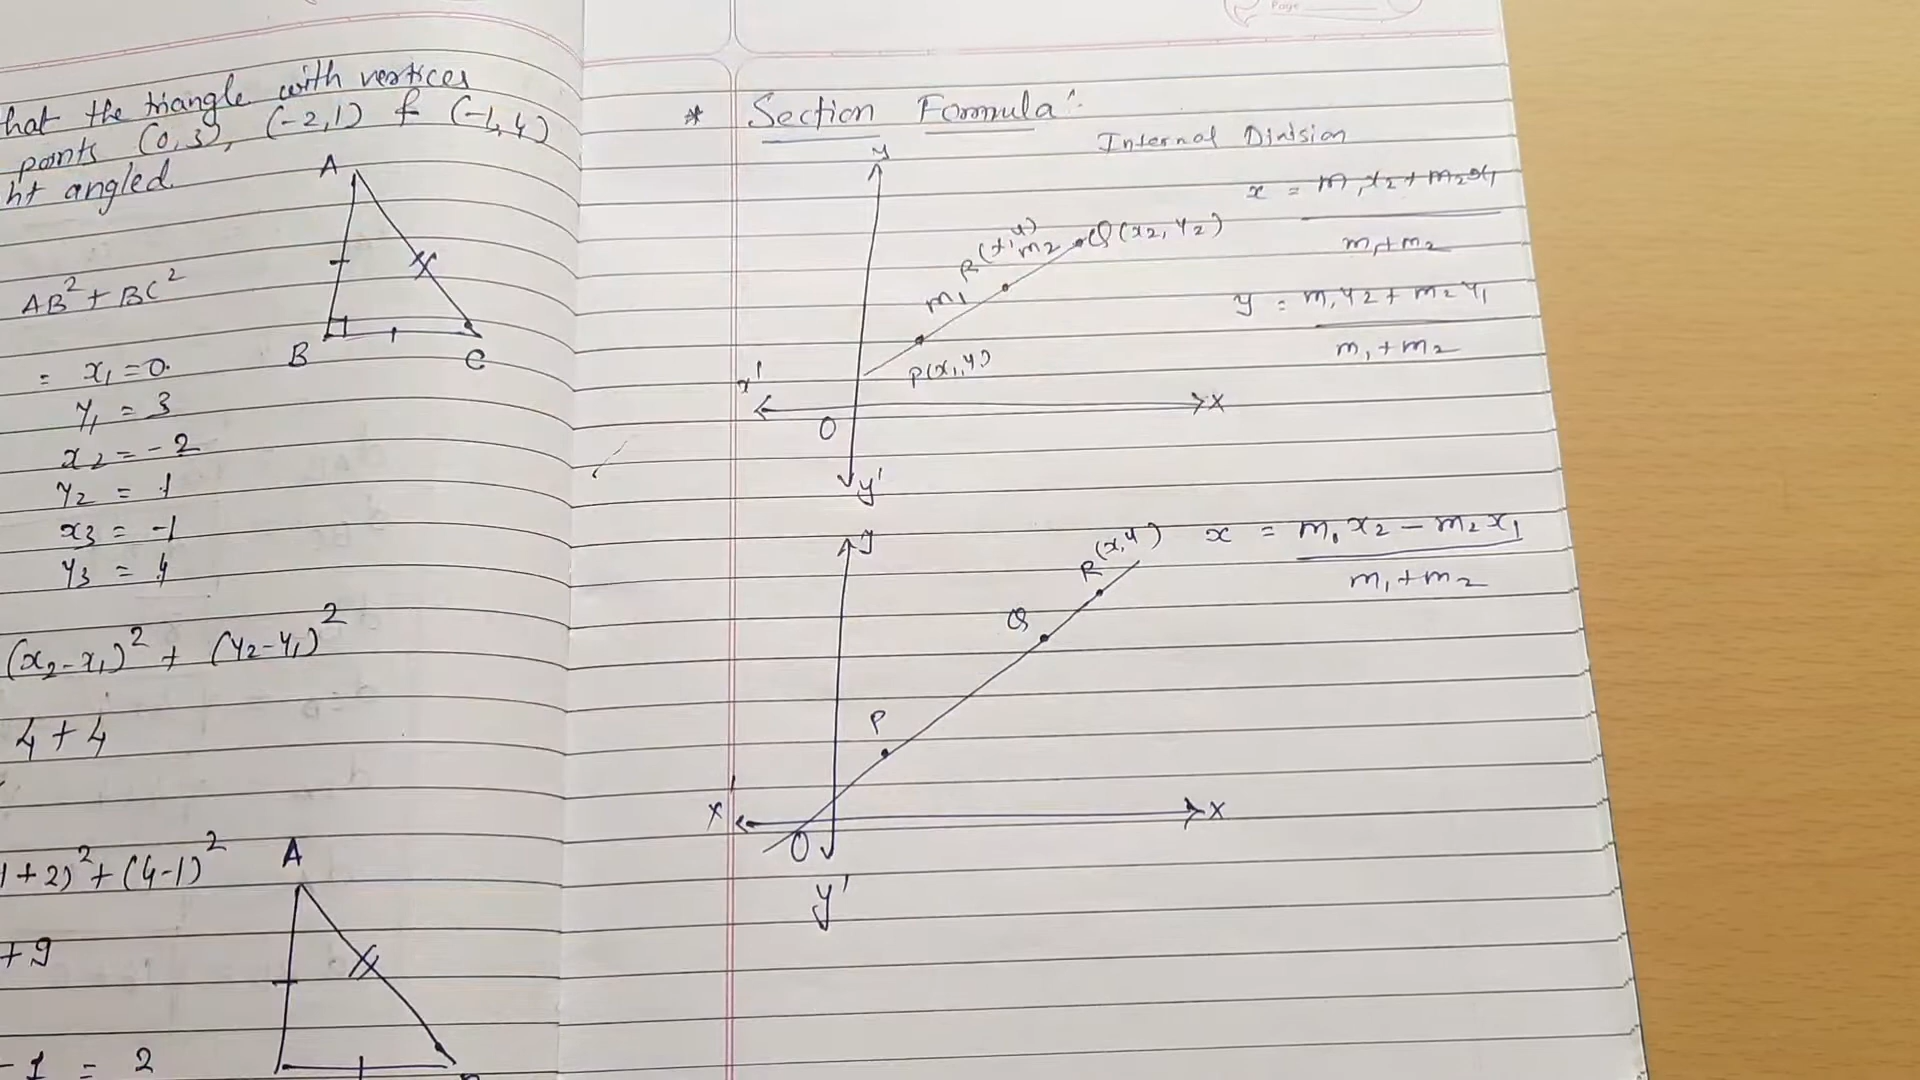 hat the triangle with vertices
points (0,3), (-2,1) f (-1,4)
ht angled.
A
AB² + BC²
B
C
= x₁ = 0.
y₁ = 3
x₂ = -2
y₂ = 1
x₃ = -1
y₃ = 4
(x₂-x₁)² + (y₂-y₁)²
4 + 4
1+2)² + (4-1)²
A
+ 9
- 1 = 2
Page
* Section Formula:
Internal Division
y
x = m₁x₂ + m₂x₁
m₁+m₂
R(x,y)
m₂
Q(x₂, y₂)
m₁
P(x₁,y₁)
y = m₁y₂ + m₂y₁
m₁+m₂
x'
X
O
y'
y
R(x,y)
x = m₁x₂ - m₂x₁
m₁+m₂
Q
P
X'
X
O
y'